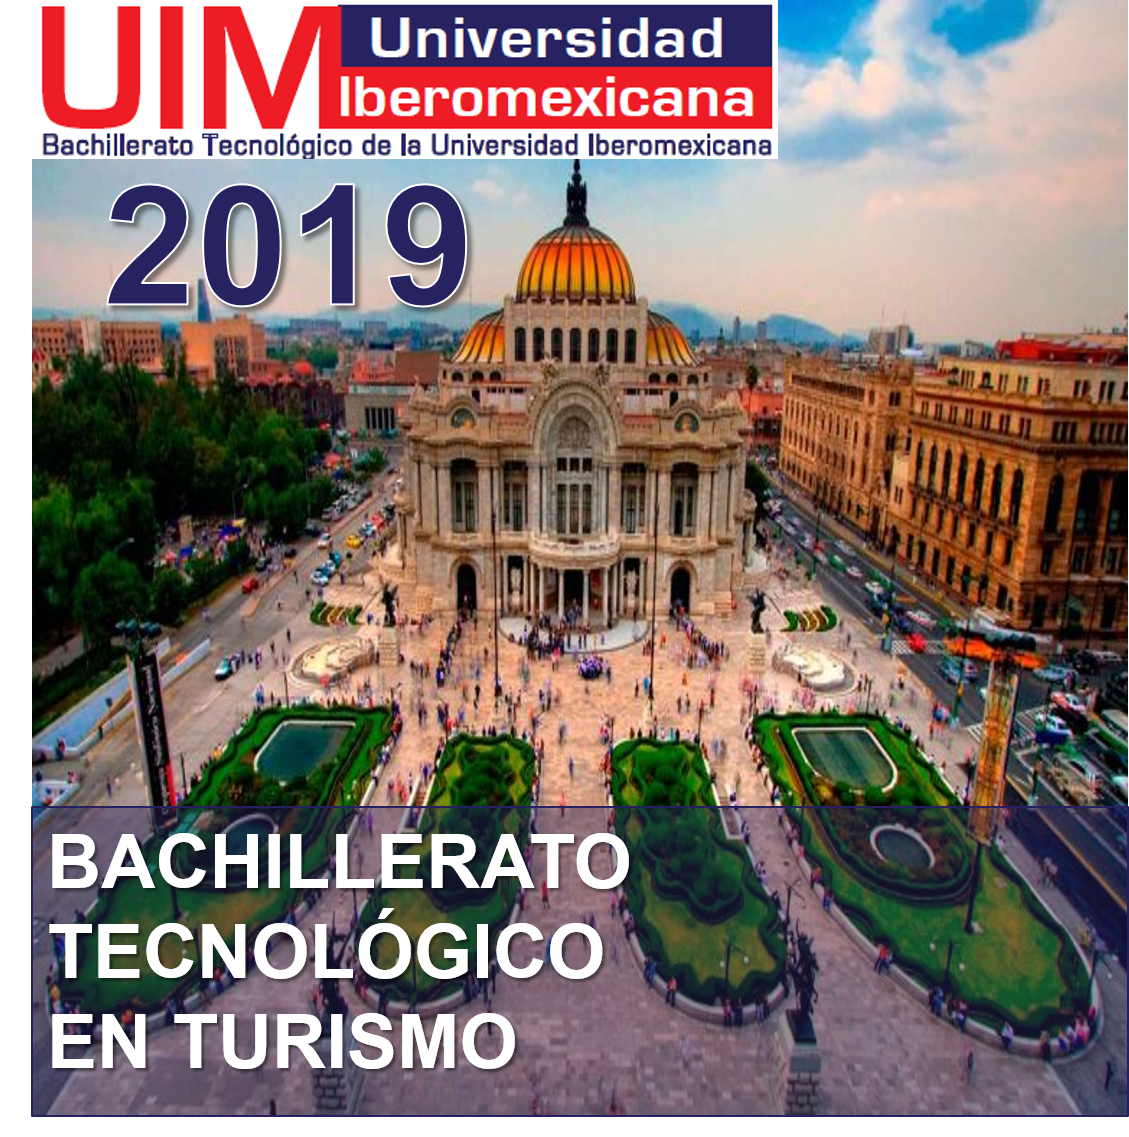 UIM
Universidad
Iberomexicana
Bachillerato Tecnológico de la Universidad Iberomexicana
2019
BACHILLERATO
TECNOLÓGICO
EN TURISMO